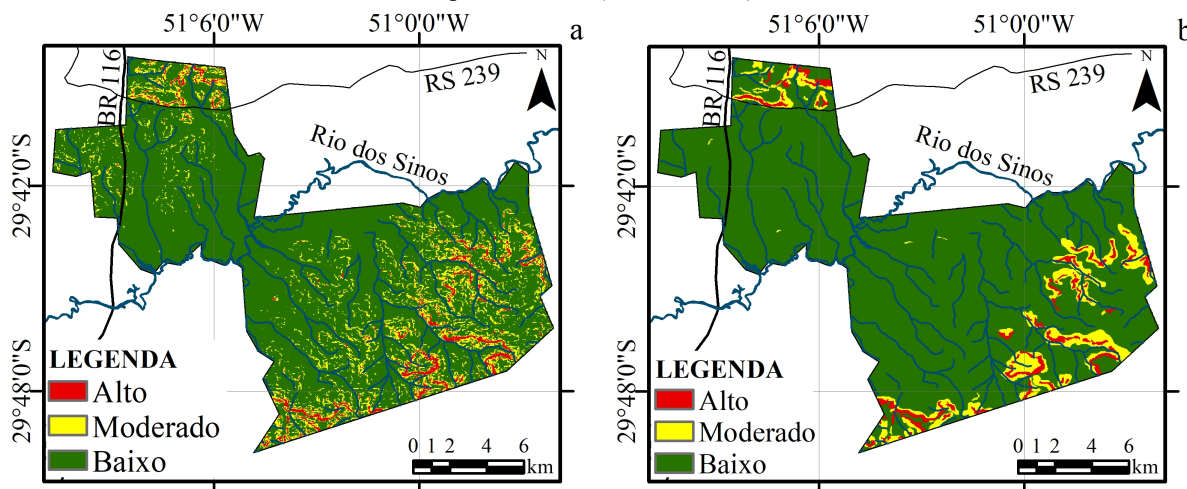 51°6'0"W
51°0'0"W
a
BR 116
RS 239
N
Rio dos Sinos
29°42'0"S
29°48'0"S
LEGENDA
Alto
Moderado
Baixo
0 1 2 4 6
km
51°6'0"W
51°0'0"W
b
BR 116
RS 239
N
Rio dos Sinos
29°42'0"S
29°48'0"S
LEGENDA
Alto
Moderado
Baixo
0 1 2 4 6
km